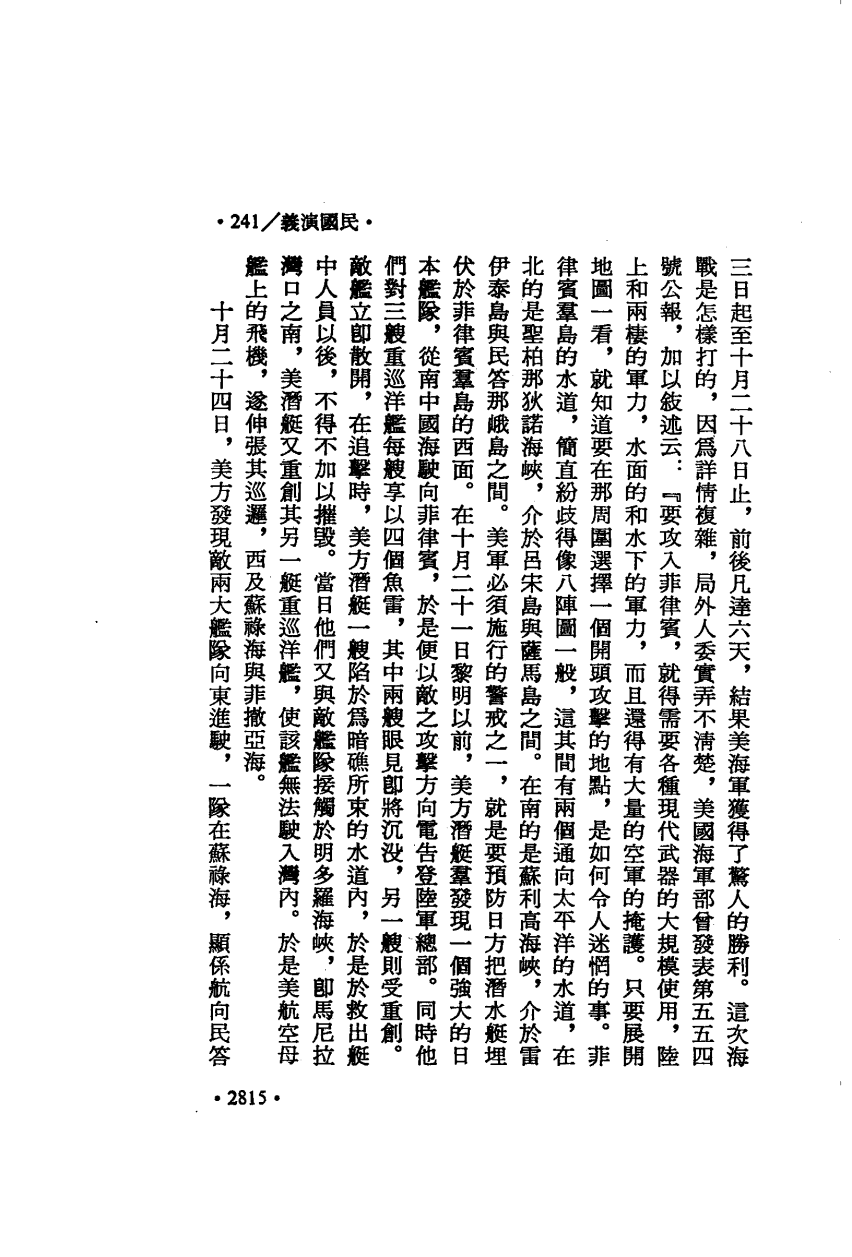 ·241／義演國民·
三日起至十月二十八日止，前後凡達六天，結果美海軍獲得了驚人的勝利。這次海
戰是怎樣打的，因爲詳情複雜，局外人委實弄不清楚，美國海軍部曾發表第五五四
號公報，加以敍述云：『要攻入菲律賓，就得需要各種現代武器的大規模使用，陸
上和兩棲的軍力，水面的和水下的軍力，而且還得有大量的空軍的掩護。只要展開
地圖一看，就知道要在那周圍選擇一個開頭攻擊的地點，是如何令人迷惘的事。菲
律賓羣島的水道，簡直紛歧得像八陣圖一般，這其間有兩個通向太平洋的水道，在
北的是聖柏那狄諾海峽，介於呂宋島與薩馬島之間。在南的是蘇利高海峽，介於雷
伊泰島與民答那峨島之間。美軍必須施行的警戒之一，就是要預防日方把潛水艇埋
伏於菲律賓羣島的西面。在十月二十一日黎明以前，美方潛艇羣發現一個強大的日
本艦隊，從南中國海駛向菲律賓，於是便以敵之攻擊方向電告登陸軍總部。同時他
們對三艘重巡洋艦每艘享以四個魚雷，其中兩艘眼見卽將沉没，另一艘則受重創。
敵艦立卽散開，在追擊時，美方潛艇一艘陷於爲暗礁所束的水道內，於是於救出艇
中人員以後，不得不加以摧毀。當日他們又與敵艦隊接觸於明多羅海峽，卽馬尼拉
灣口之南，美潛艇又重創其另一艇重巡洋艦，使該艦無法駛入灣內。於是美航空母
艦上的飛機，遂伸張其巡邏，西及蘇祿海與菲撤亞海。
十月二十四日，美方發現敵兩大艦隊向東進駛，一隊在蘇祿海，顯係航向民答
·2815·